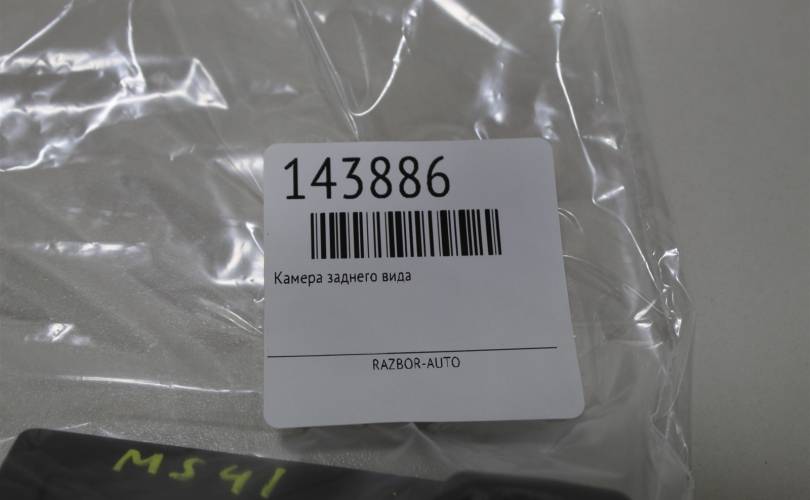 143886
Камера заднего вида
RAZBOR-AUTO
MS41